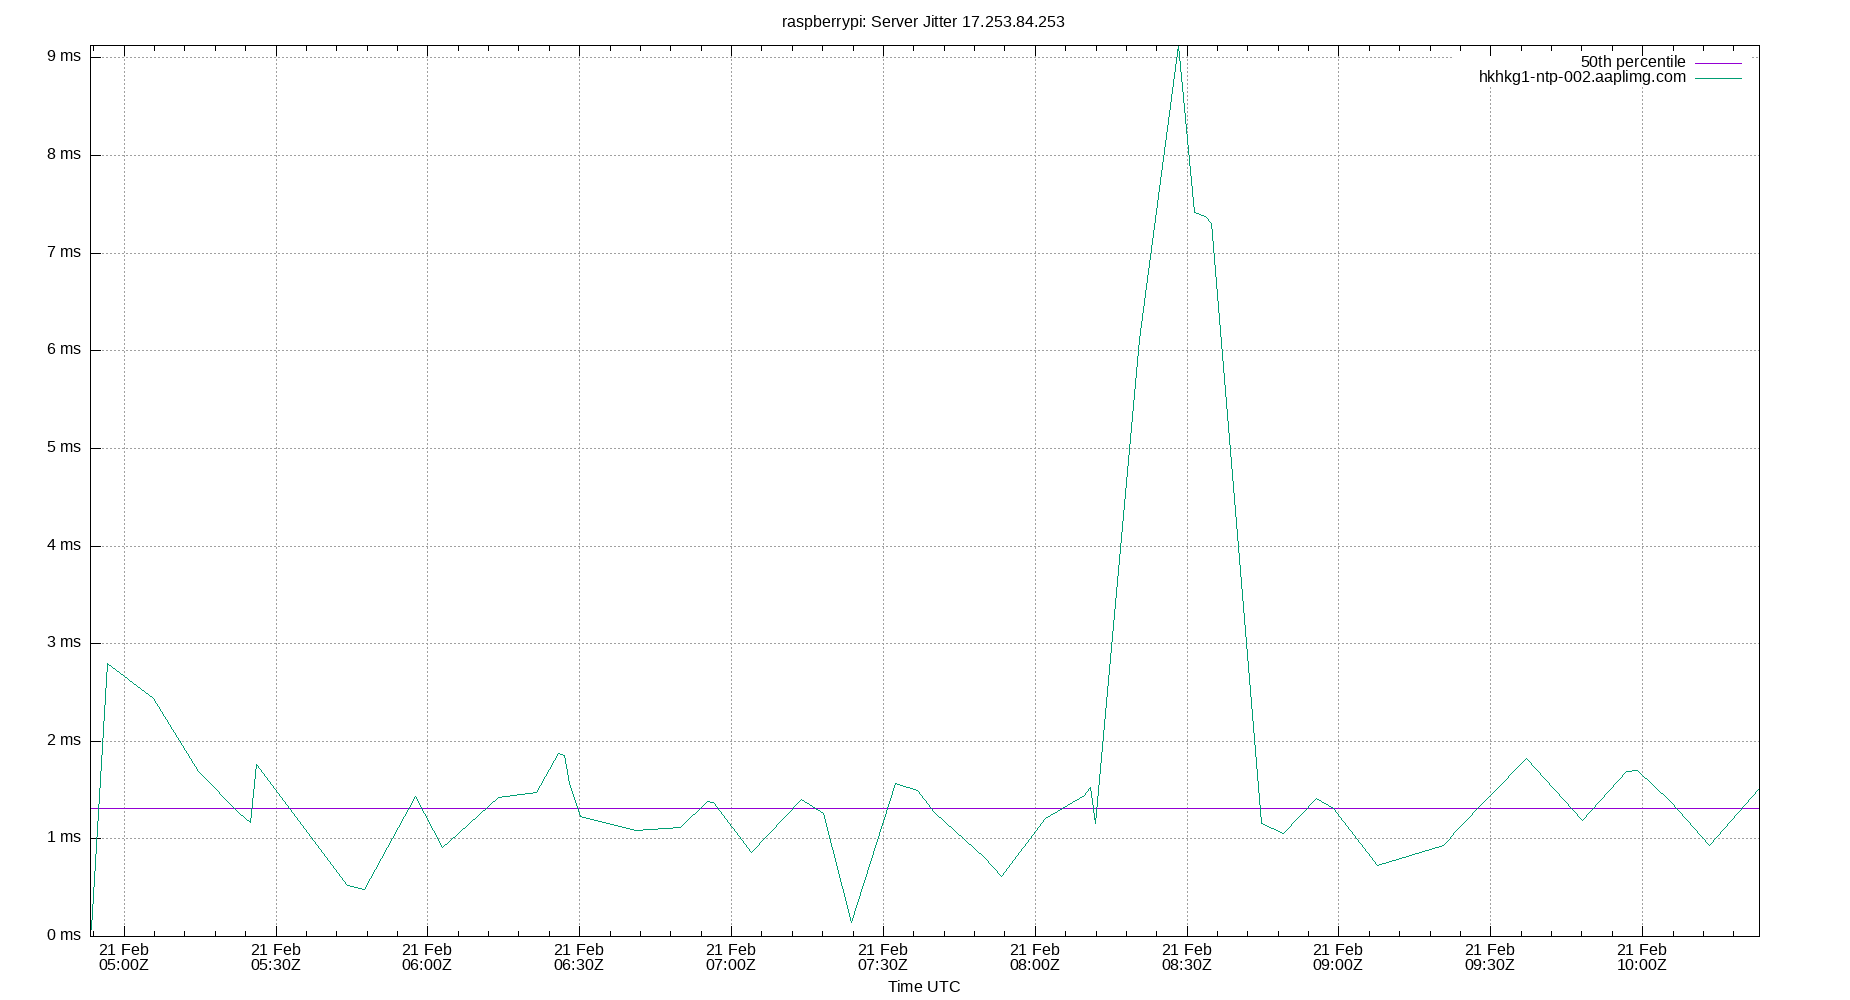 raspberrypi: Server Jitter 17.253.84.253
9 ms
8 ms
7 ms
6 ms
5 ms
4 ms
3 ms
2 ms
1 ms
0 ms
50th percentile
hkhkg1-ntp-002.aaplimg.com
21 Feb 21 Feb 21 Feb 21 Feb 21 Feb 21 Feb 21 Feb 21 Feb 21 Feb 21 Feb 21 Feb
05:00Z 05:30Z 06:00Z 06:30Z 07:00Z 07:30Z 08:00Z 08:30Z 09:00Z 09:30Z 10:00Z
Time UTC